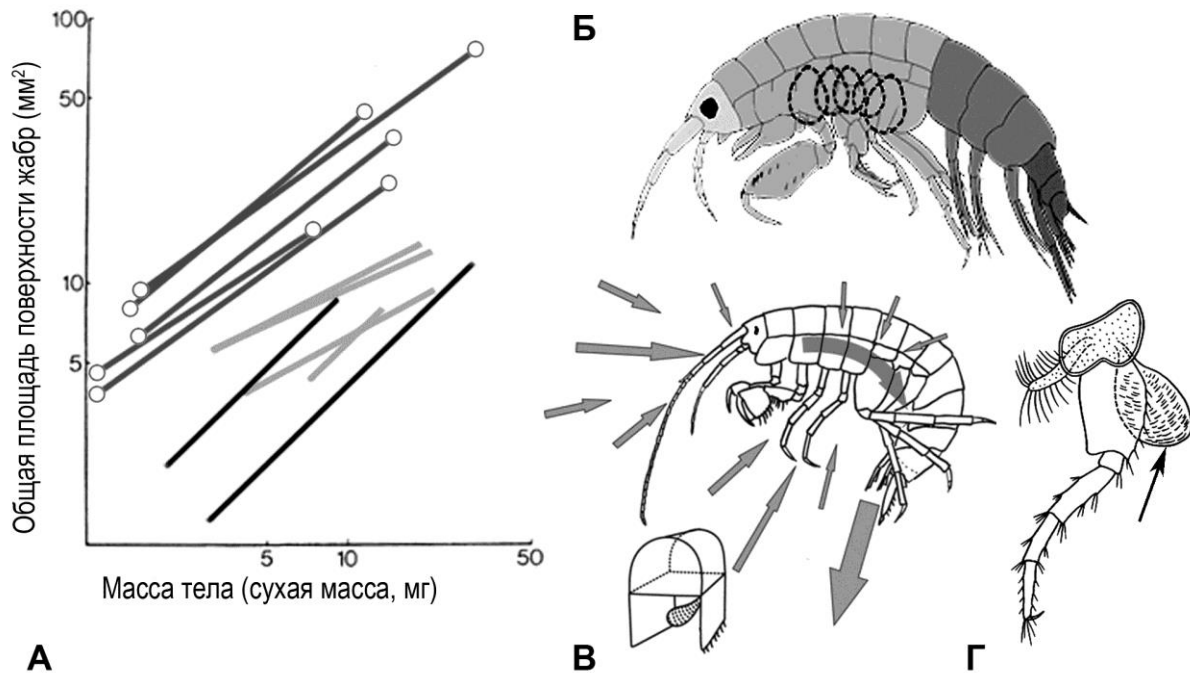 100
50
10
5
Общая площадь поверхности жабр (мм²)
5
10
50
Масса тела (сухая масса, мг)
А
Б
В
Г